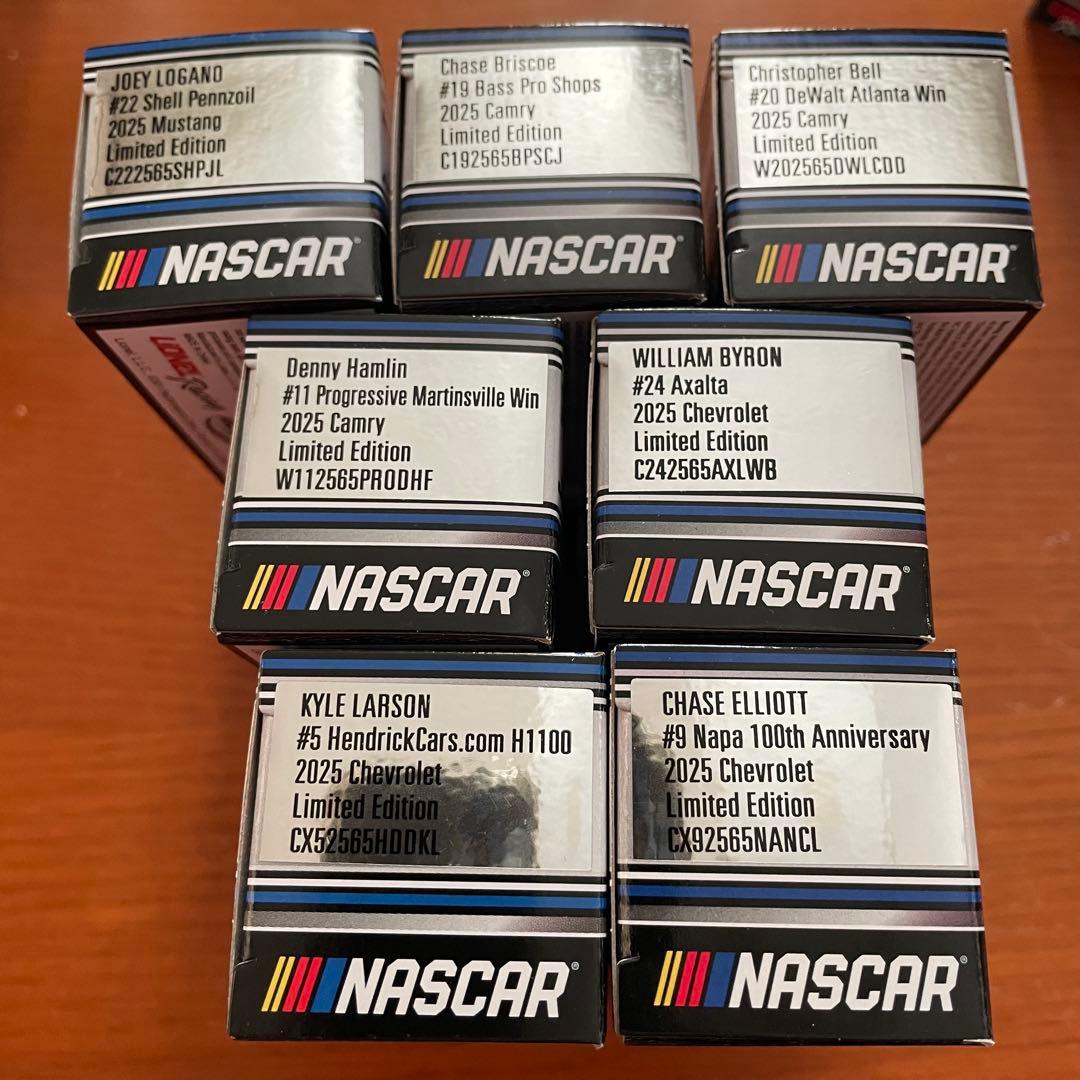 JOEY LOGANO
#22 Shell Pennzoil
2025 Mustang
Limited Edition
C222565SHPJL
NASCAR®
Chase Briscoe
#19 Bass Pro Shops
2025 Camry
Limited Edition
C192565BPSCJ
NASCAR®
Christopher Bell
#20 DeWalt Atlanta Win
2025 Camry
Limited Edition
W202565DWLCDD
NASCAR®
Denny Hamlin
#11 Progressive Martinsville Win
2025 Camry
Limited Edition
W112565PRODHF
NASCAR®
WILLIAM BYRON
#24 Axalta
2025 Chevrolet
Limited Edition
C242565AXLWB
NASCAR®
KYLE LARSON
#5 HendrickCars.com H1100
2025 Chevrolet
Limited Edition
CX52565HDDKL
NASCAR®
CHASE ELLIOTT
#9 Napa 100th Anniversary
2025 Chevrolet
Limited Edition
CX92565NANCL
NASCAR®
LIONEL Racing